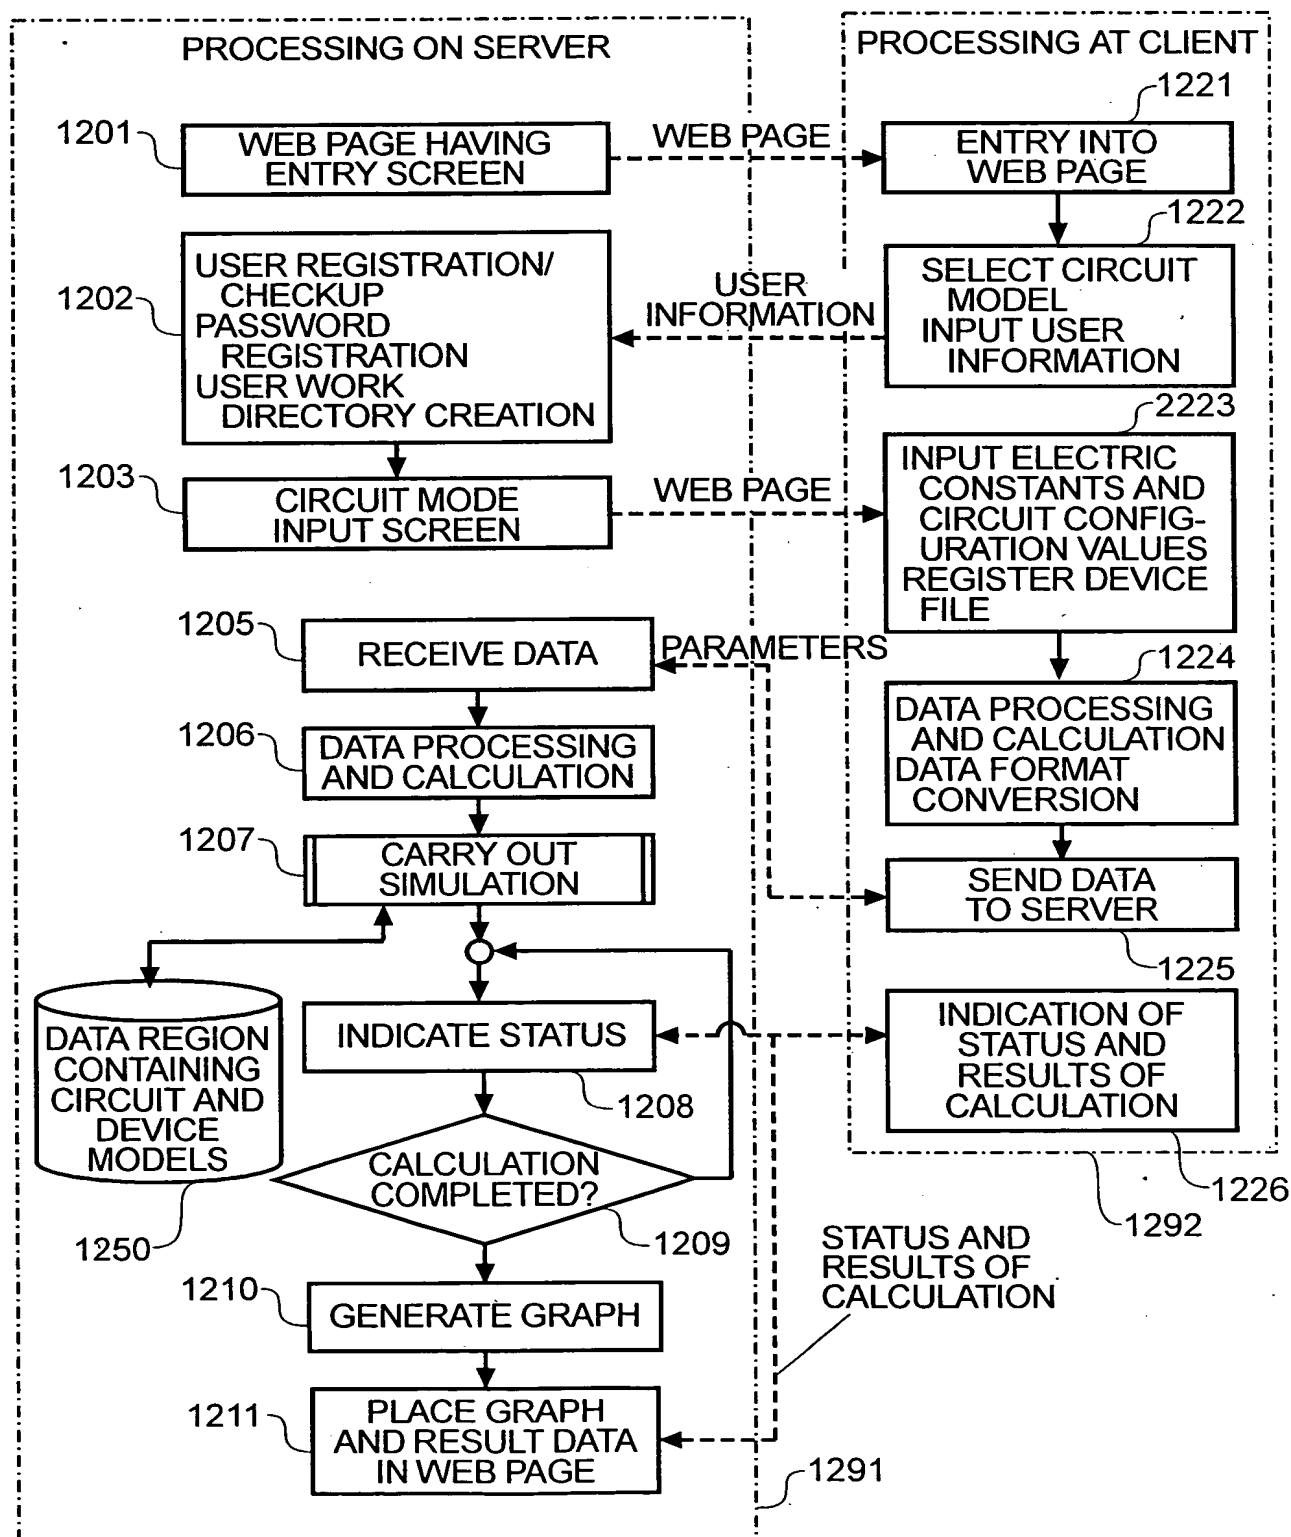 PROCESSING ON SERVER
PROCESSING AT CLIENT
1201
WEB PAGE HAVING
ENTRY SCREEN
WEB PAGE
1221
ENTRY INTO
WEB PAGE
1202
USER REGISTRATION/
CHECKUP
PASSWORD
REGISTRATION
USER WORK
DIRECTORY CREATION
USER
INFORMATION
1222
SELECT CIRCUIT
MODEL
INPUT USER
INFORMATION
1203
CIRCUIT MODE
INPUT SCREEN
WEB PAGE
2223
INPUT ELECTRIC
CONSTANTS AND
CIRCUIT CONFIG-
URATION VALUES
REGISTER DEVICE
FILE
1205
RECEIVE DATA
PARAMETERS
1224
DATA PROCESSING
AND CALCULATION
DATA FORMAT
CONVERSION
1206
DATA PROCESSING
AND CALCULATION
1207
CARRY OUT
SIMULATION
SEND DATA
TO SERVER
1225
DATA REGION
CONTAINING
CIRCUIT AND
DEVICE
MODELS
1250
INDICATE STATUS
1208
INDICATION OF
STATUS AND
RESULTS OF
CALCULATION
1226
1292
CALCULATION
COMPLETED?
1209
STATUS AND
RESULTS OF
CALCULATION
1210
GENERATE GRAPH
1211
PLACE GRAPH
AND RESULT DATA
IN WEB PAGE
1291